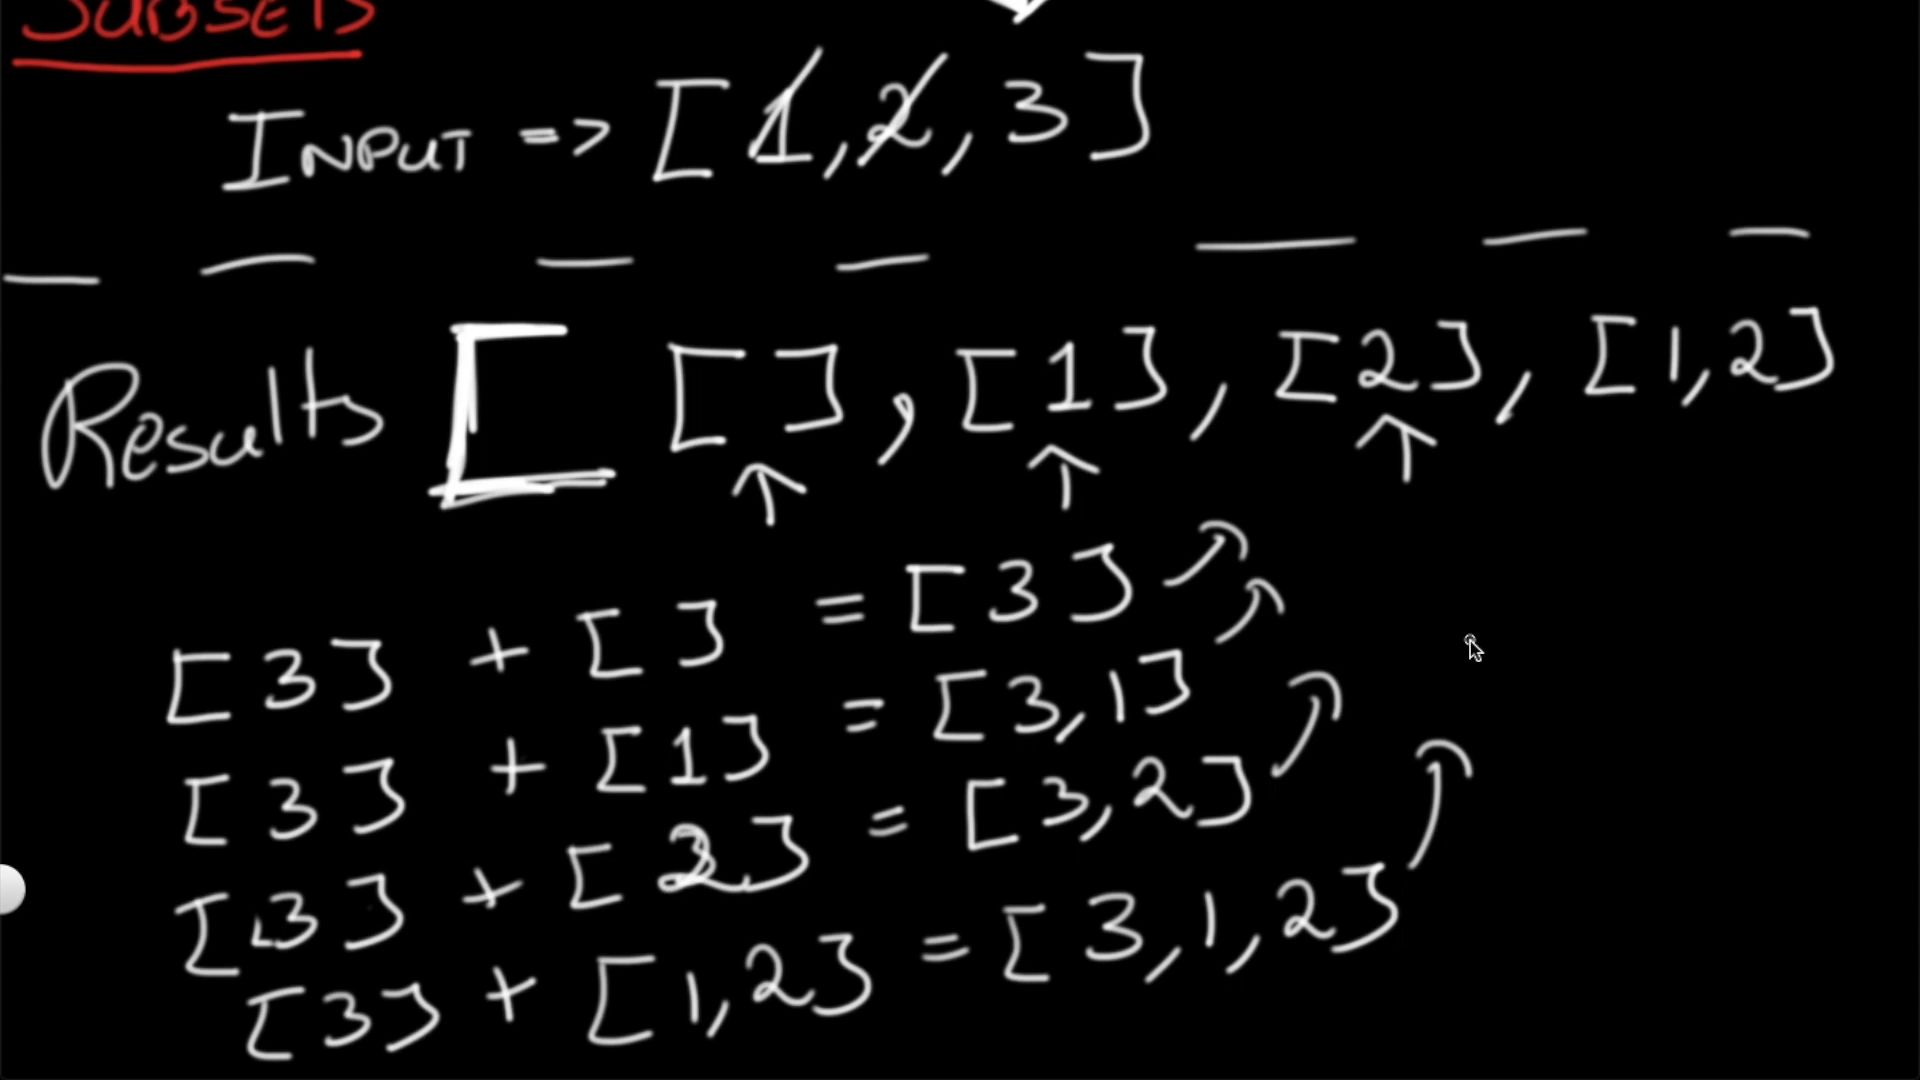 SUBSETS
INPUT => [1,2,3]
Results [ [], [1], [2], [1,2]
[3] + [] = [3]
[3] + [1] = [3,1]
[3] + [2] = [3,2]
[3] + [1,2] = [3,1,2]